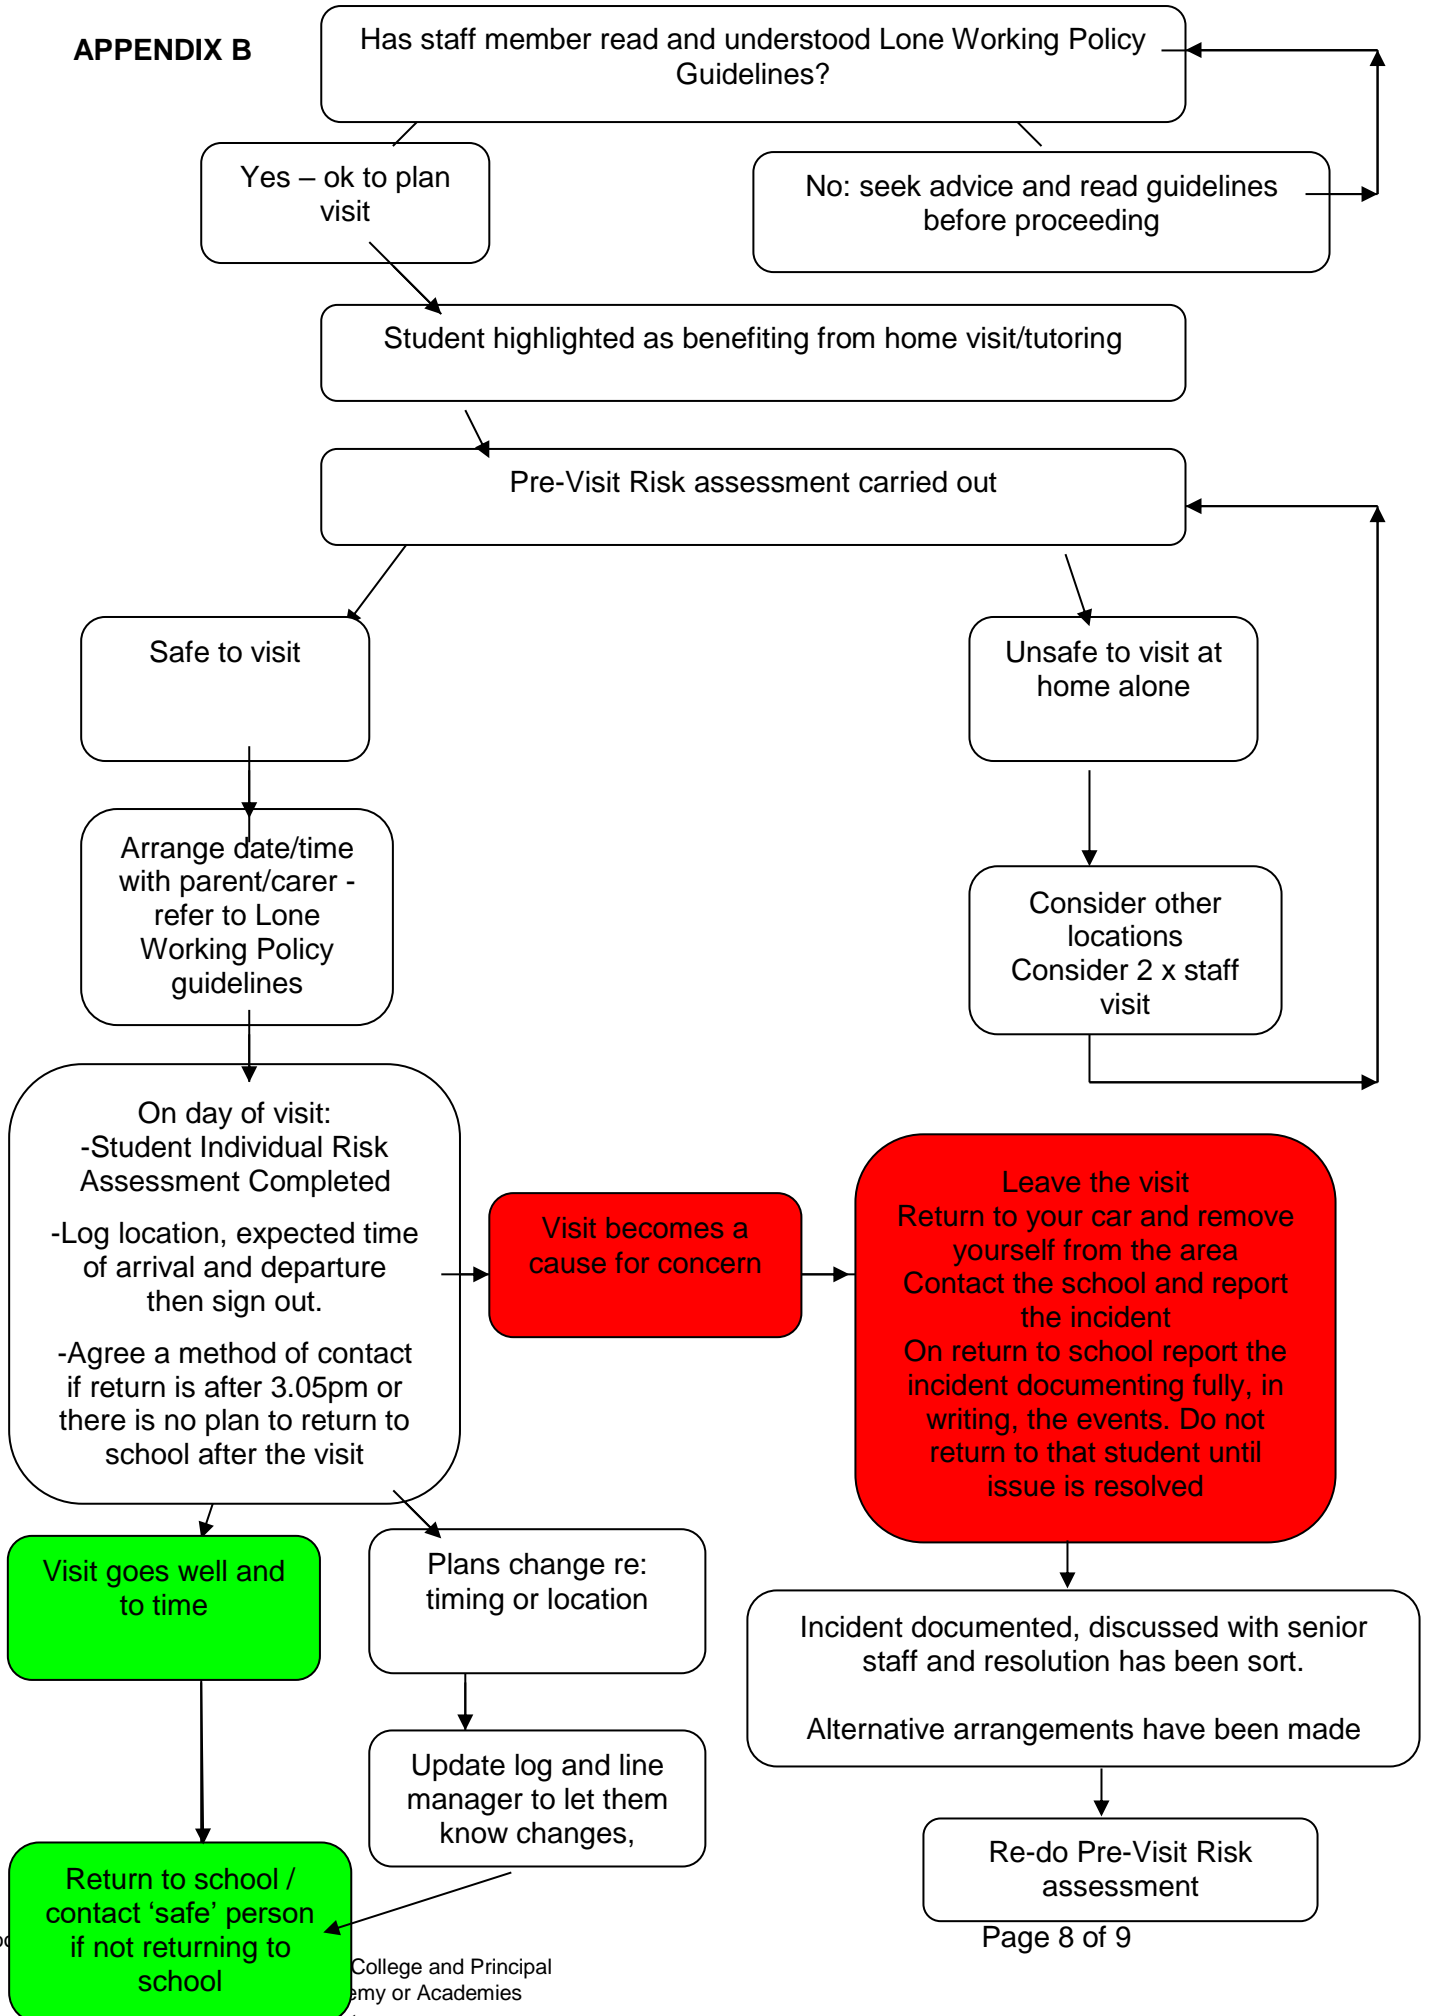 APPENDIX B
Has staff member read and understood Lone Working Policy
Guidelines?
Yes – ok to plan
visit
No: seek advice and read guidelines
before proceeding
Student highlighted as benefiting from home visit/tutoring
Pre-Visit Risk assessment carried out
Safe to visit
Unsafe to visit at
home alone
Arrange date/time
with parent/carer -
refer to Lone
Working Policy
guidelines
Consider other
locations
Consider 2 x staff
visit
On day of visit:
-Student Individual Risk
Assessment Completed
-Log location, expected time
of arrival and departure
then sign out.
-Agree a method of contact
if return is after 3.05pm or
there is no plan to return to
school after the visit
Visit becomes a
cause for concern
Leave the visit
Return to your car and remove
yourself from the area
Contact the school and report
the incident
On return to school report the
incident documenting fully, in
writing, the events. Do not
return to that student until
issue is resolved
Visit goes well and
to time
Plans change re:
timing or location
Incident documented, discussed with senior
staff and resolution has been sort.
Alternative arrangements have been made
Update log and line
manager to let them
know changes,
Re-do Pre-Visit Risk
assessment
Return to school /
contact ‘safe’ person
if not returning to
school
Page 8 of 9
College and Principal
or Academies